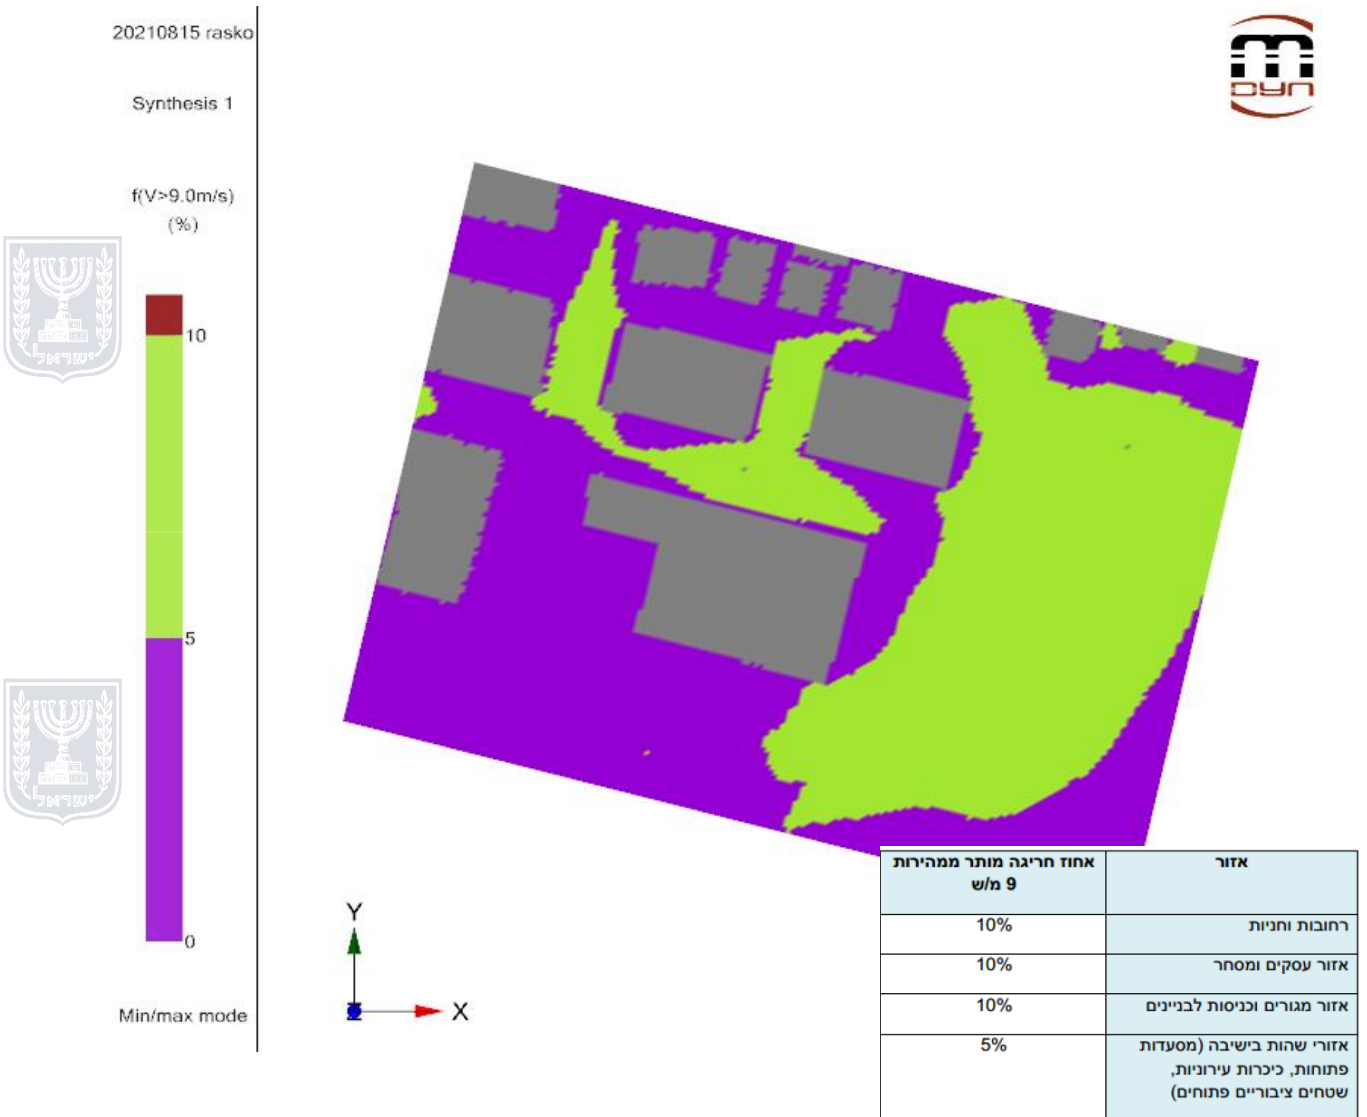 20210815 rasko
Synthesis 1
f(V>9.0m/s)
(%)
10
5
0
Min/max mode
m
DYN
ישראל
ישראל
Y
Z
X
אזור
אחוז חריגה מותר ממהירות
9 מ/ש
רחובות וחניות
10%
אזור עסקים ומסחר
10%
אזור מגורים וכניסות לבניינים
10%
אזורי שהות בישיבה (מסעדות
פתוחות, כיכרות עירוניות,
שטחים ציבוריים פתוחים)
5%